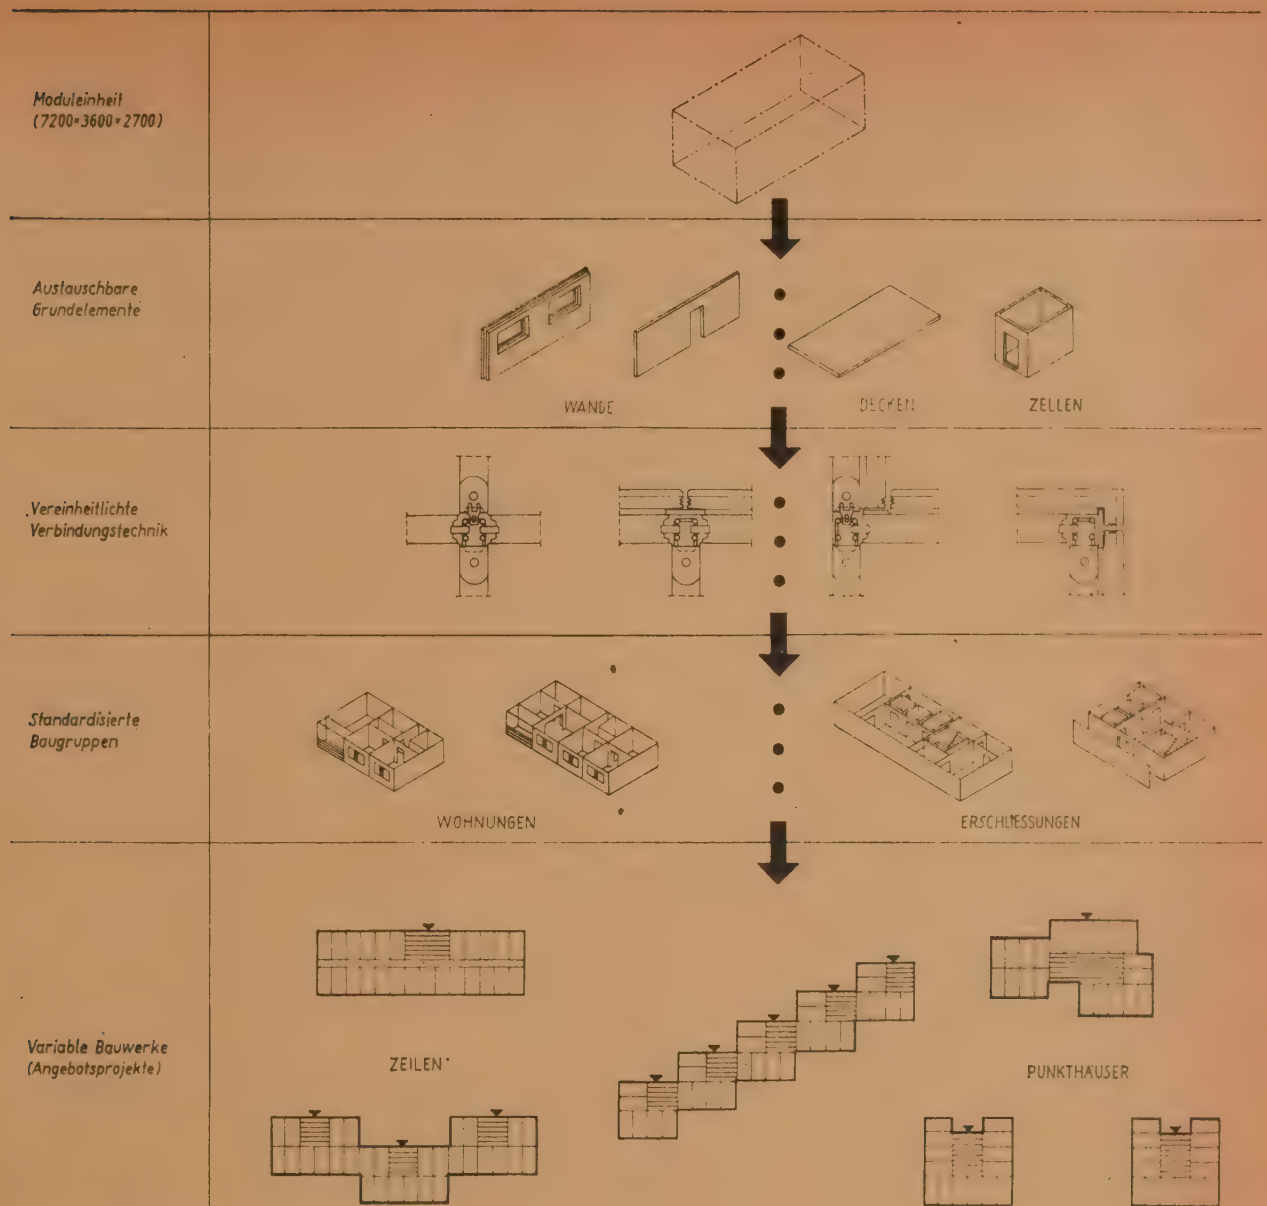 Moduleinheit
(7200×3600×2700)
Austauschbare
Grundelemente
WANDE
DECKEN
ZELLEN
Vereinheitlichte
Verbindungstechnik
Standardisierte
Baugruppen
WOHNUNGEN
ERSCHLIESSUNGEN
Variable Bauwerke
(Angebotsprojekte)
ZEILEN
PUNKTHÄUSER